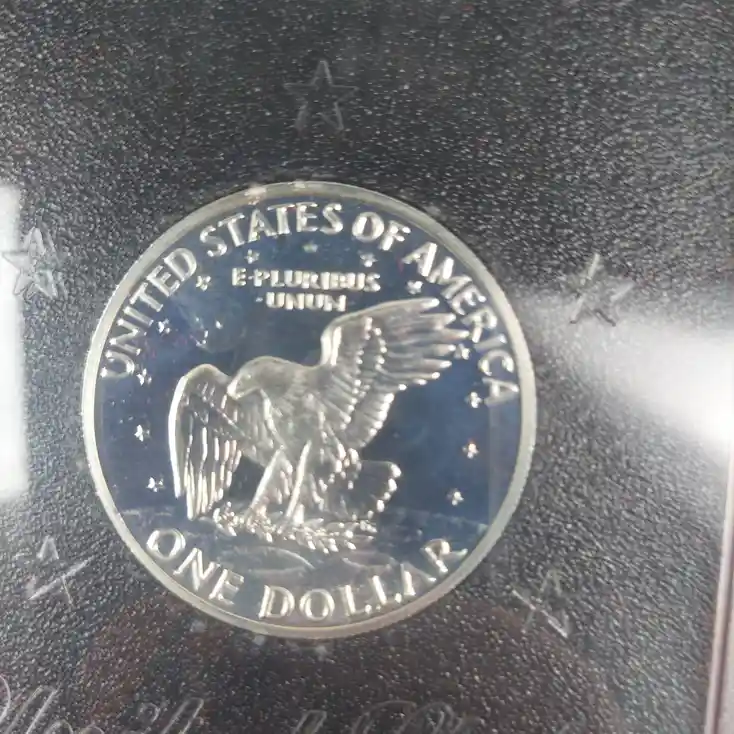 UNITED STATES OF AMERICA
E·PLURIBUS
UNUM
ONE DOLLAR